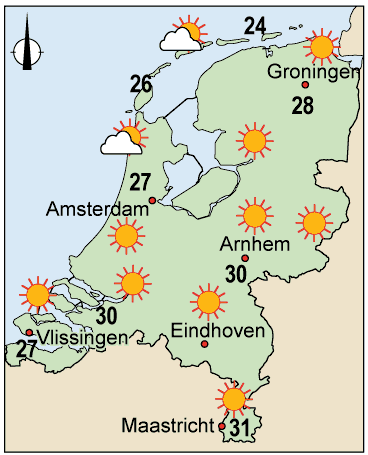 24
Groningen
26
28
27
Amsterdam
Arnhem
30
30
Eindhoven
Vlissingen
27
Maastricht
31